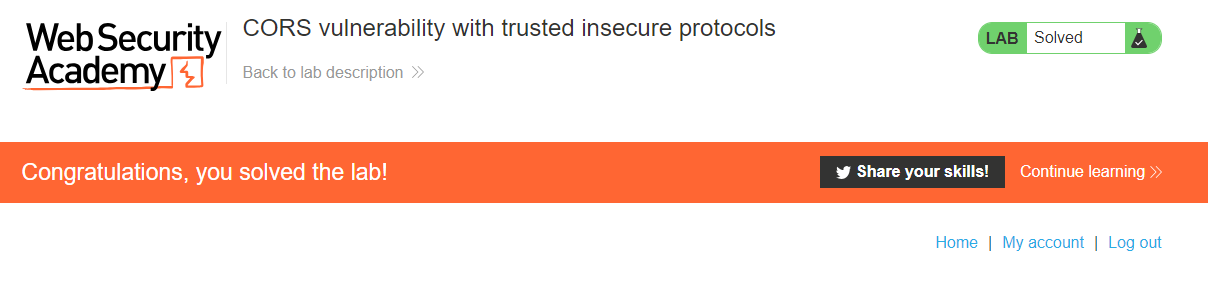 Web Security
Academy
CORS vulnerability with trusted insecure protocols
Back to lab description
LAB Solved
Congratulations, you solved the lab!
Share your skills! Continue learning
Home | My account | Log out